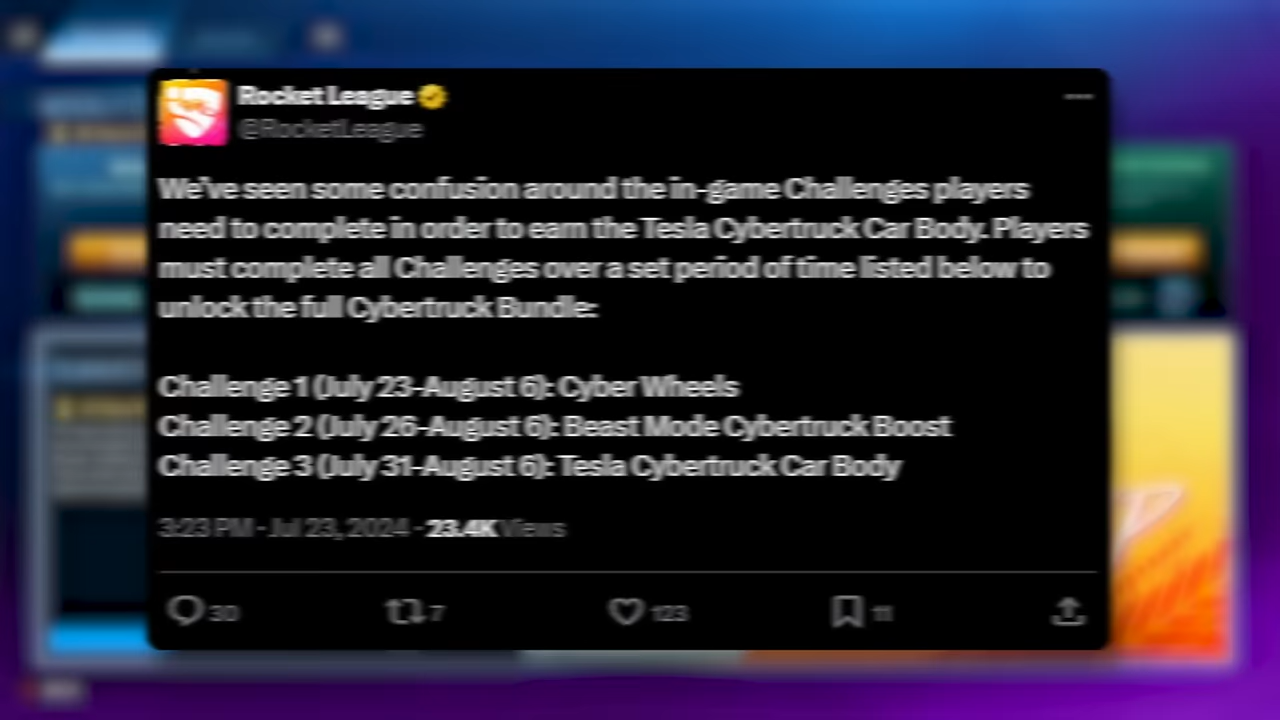 Rocket League
@RocketLeague
We've seen some confusion around the in-game Challenges players
need to complete in order to earn the Tesla Cybertruck Car Body. Players
must complete all Challenges over a set period of time listed below to
unlock the full Cybertruck Bundle:
Challenge 1 (July 23-August 6): Cyber Wheels
Challenge 2 (July 26-August 6): Beast Mode Cybertruck Boost
Challenge 3 (July 31-August 6): Tesla Cybertruck Car Body
3:23 PM · Jul 23, 2024 · 23.4K Views
30 7 123 11